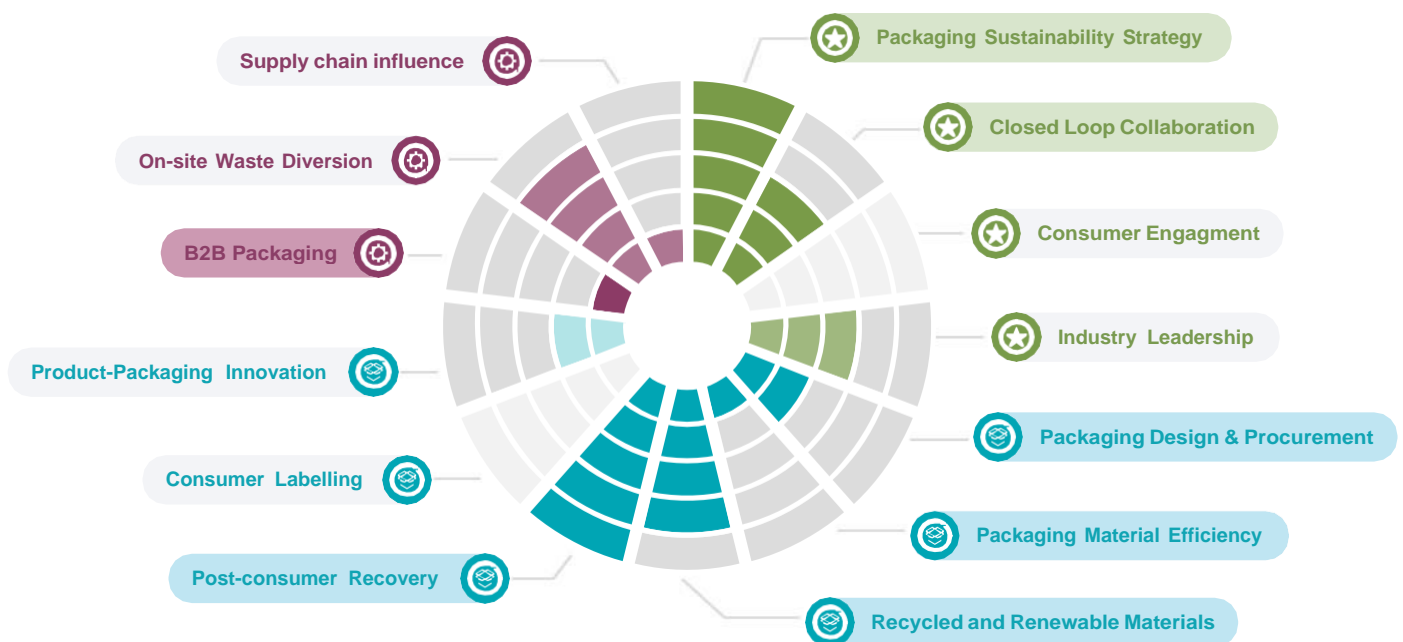 Packaging Sustainability Strategy
Supply chain influence
Closed Loop Collaboration
On-site Waste Diversion
Consumer Engagment
B2B Packaging
Industry Leadership
Product-Packaging Innovation
Packaging Design & Procurement
Consumer Labelling
Packaging Material Efficiency
Post-consumer Recovery
Recycled and Renewable Materials